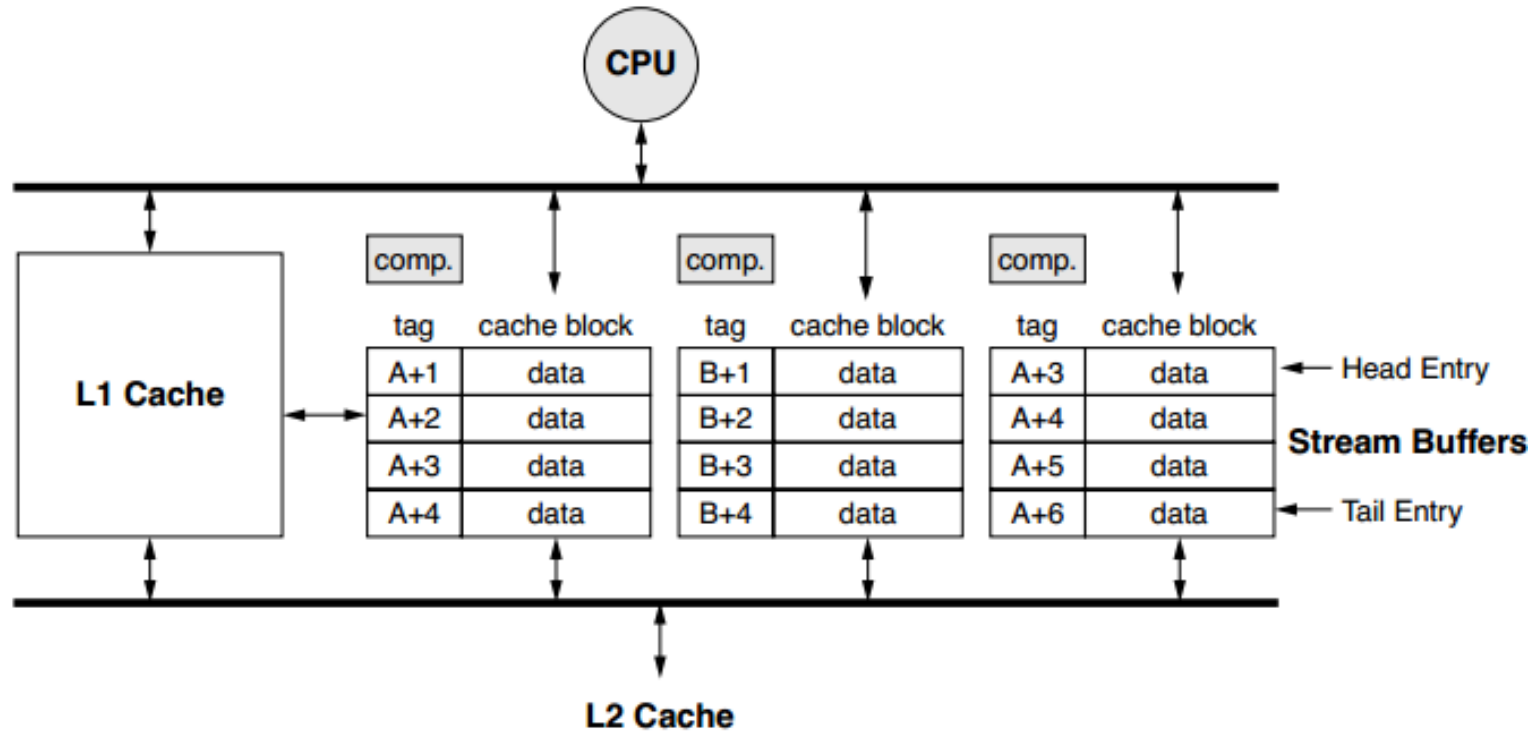 CPU
comp. comp. comp.
tag cache block tag cache block tag cache block
A+1 data B+1 data A+3 data Head Entry
L1 Cache
A+2 data B+2 data A+4 data
Stream Buffers
A+3 data B+3 data A+5 data
A+4 data B+4 data A+6 data Tail Entry
L2 Cache